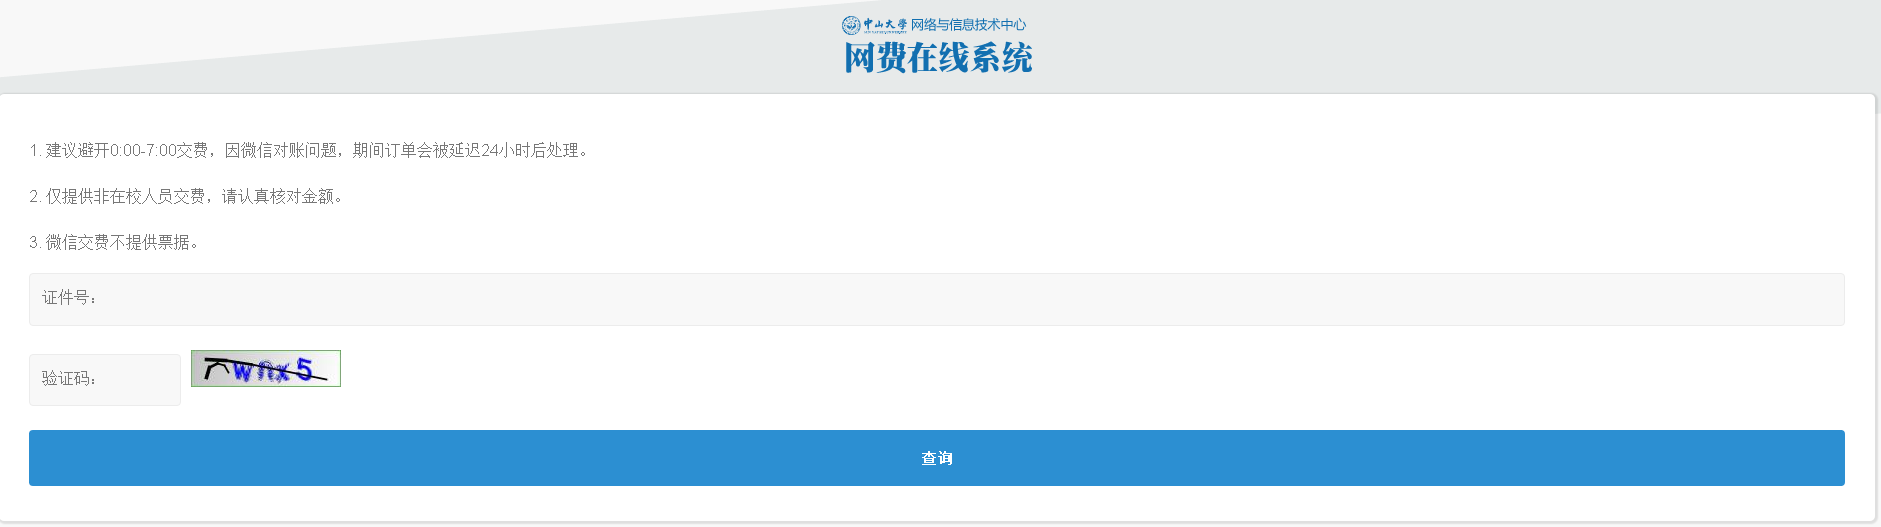 中山大学 网络与信息技术中心
网费在线系统
1. 建议避开0:00-7:00交费，因微信对账问题，期间订单会被延迟24小时后处理。
2. 仅提供非在校人员交费，请认真核对金额。
3. 微信交费不提供票据。
证件号：
验证码：
查询